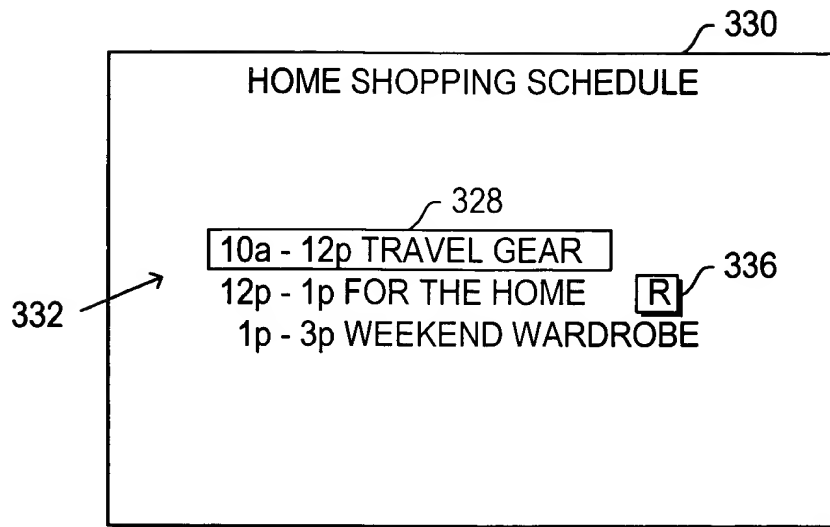 330
HOME SHOPPING SCHEDULE
328
10a - 12p TRAVEL GEAR
12p - 1p FOR THE HOME R 336
332
1p - 3p WEEKEND WARDROBE